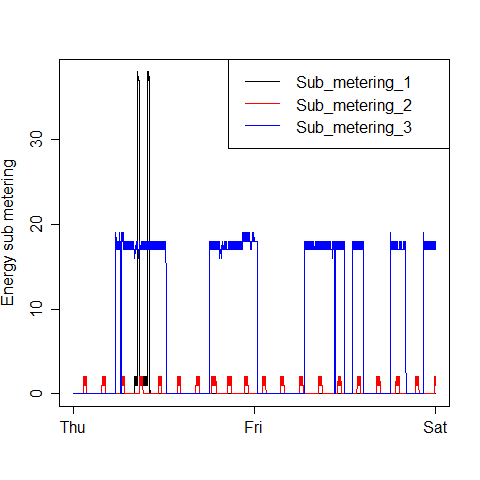 Sub_metering_1
Sub_metering_2
Sub_metering_3
Energy sub metering
30
20
10
0
Thu Fri Sat